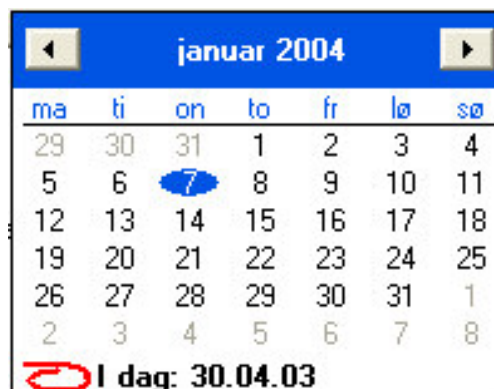 januar 2004
ma ti on to fr lø sø
29 30 31 1 2 3 4
5 6 7 8 9 10 11
12 13 14 15 16 17 18
19 20 21 22 23 24 25
26 27 28 29 30 31 1
2 3 4 5 6 7 8
I dag: 30.04.03